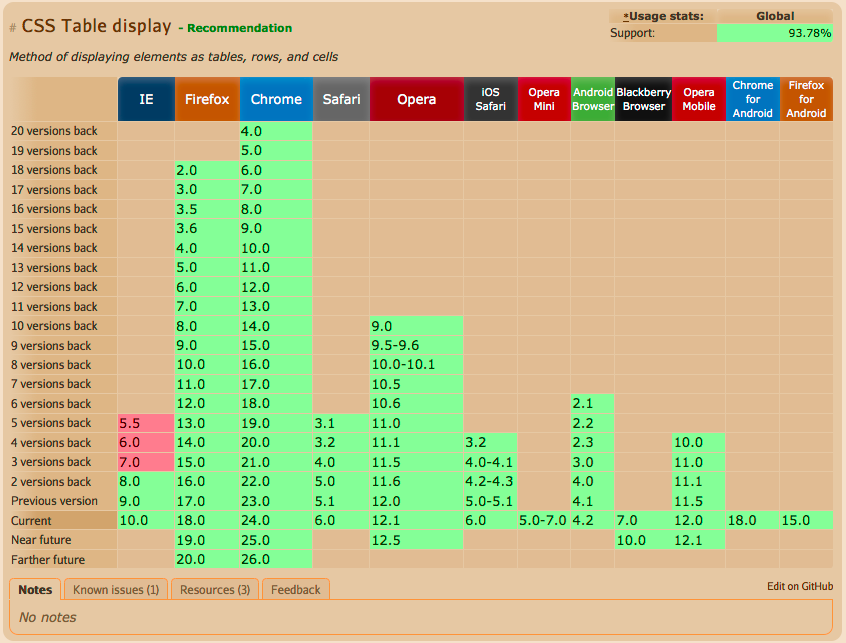 # CSS Table display - Recommendation
*Usage stats: Global
Support: 93.78%
Method of displaying elements as tables, rows, and cells
IE Firefox Chrome Safari Opera iOS Safari Opera Mini Android Browser Blackberry Browser Opera Mobile Chrome for Android Firefox for Android
20 versions back 4.0
19 versions back 5.0
18 versions back 2.0 6.0
17 versions back 3.0 7.0
16 versions back 3.5 8.0
15 versions back 3.6 9.0
14 versions back 4.0 10.0
13 versions back 5.0 11.0
12 versions back 6.0 12.0
11 versions back 7.0 13.0
10 versions back 8.0 14.0 9.0
9 versions back 9.0 15.0 9.5-9.6
8 versions back 10.0 16.0 10.0-10.1
7 versions back 11.0 17.0 10.5
6 versions back 12.0 18.0 10.6 2.1
5 versions back 5.5 13.0 19.0 3.1 11.0 2.2
4 versions back 6.0 14.0 20.0 3.2 11.1 3.2 2.3 10.0
3 versions back 7.0 15.0 21.0 4.0 11.5 4.0-4.1 3.0 11.0
2 versions back 8.0 16.0 22.0 5.0 11.6 4.2-4.3 4.0 11.1
Previous version 9.0 17.0 23.0 5.1 12.0 5.0-5.1 4.1 11.5
Current 10.0 18.0 24.0 6.0 12.1 6.0 5.0-7.0 4.2 7.0 12.0 18.0 15.0
Near future 19.0 25.0 12.5 10.0 12.1
Farther future 20.0 26.0
Notes Known issues (1) Resources (3) Feedback Edit on GitHub
No notes